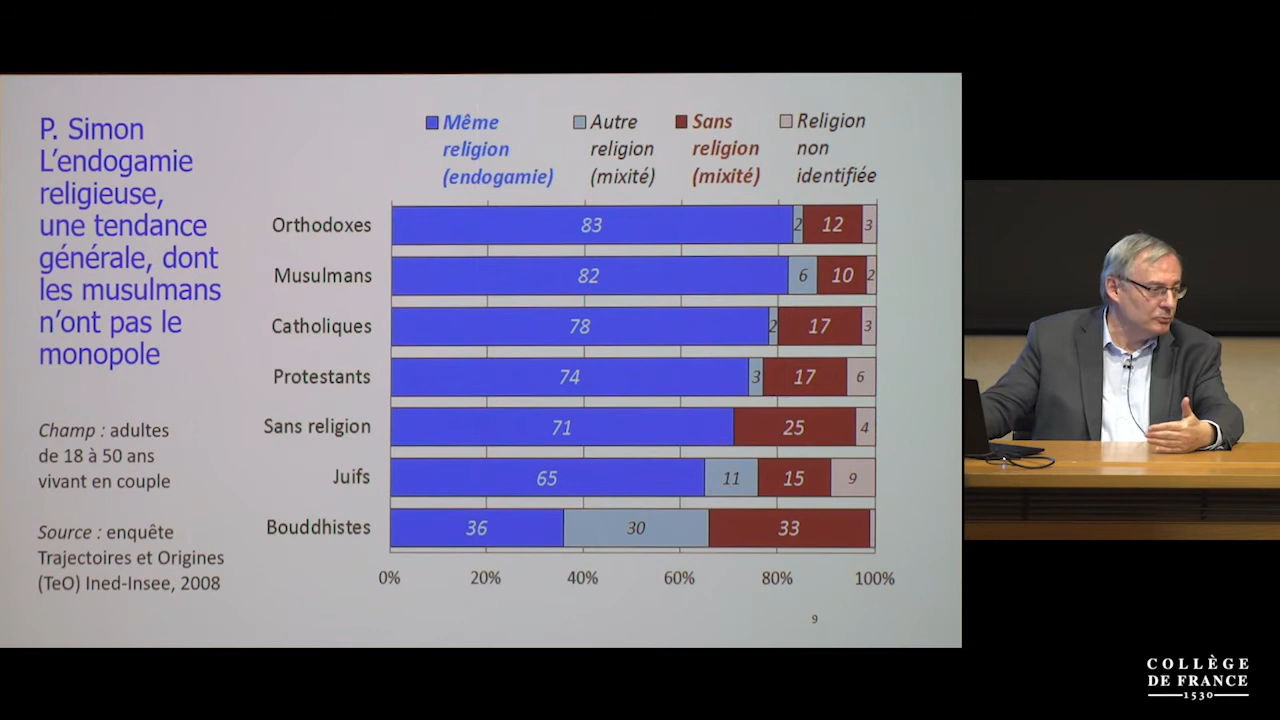 P. Simon
L'endogamie
religieuse,
une tendance
générale, dont
les musulmans
n'ont pas le
monopole
Champ : adultes
de 18 à 50 ans
vivant en couple
Source : enquête
Trajectoires et Origines
(TeO) Ined-Insee, 2008
Même
religion
(endogamie)
Autre
religion
(mixité)
Sans
religion
(mixité)
Religion
non
identifiée
Orthodoxes 83 2 12 3
Musulmans 82 6 10 2
Catholiques 78 2 17 3
Protestants 74 3 17 6
Sans religion 71 25 4
Juifs 65 11 15 9
Bouddhistes 36 30 33
0% 20% 40% 60% 80% 100%
9
COLLÈGE
DE FRANCE
1530